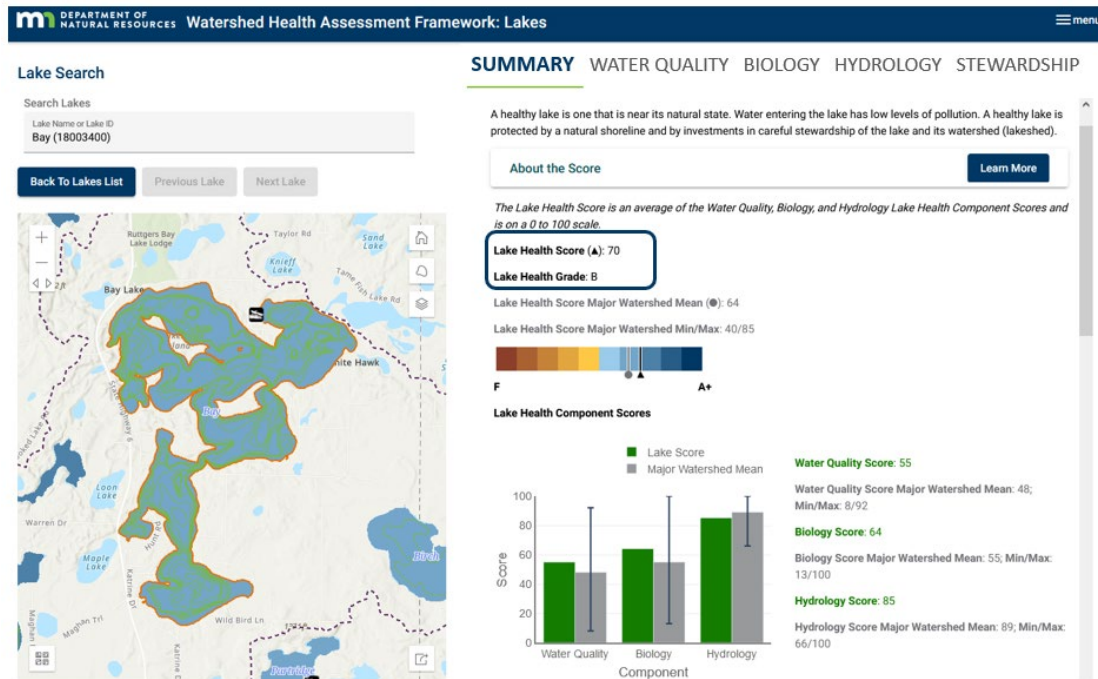 DEPARTMENT OF
NATURAL RESOURCES
Watershed Health Assessment Framework: Lakes
menu
Lake Search
Search Lakes
Lake Name or Lake ID
Bay (18003400)
Back To Lakes List
Previous Lake
Next Lake
Ruttgers Bay
Lake Lodge
Taylor Rd
Sand
Lake
Knieff
Lake
Tame Fish Lake Rd
Bay Lake
White Hawk
State Highway 6
Bay
Loon
Lake
Warren Dr
Hunt Rd
Maple
Lake
Birch
Katrine Dr
Maghan Trl
Wild Bird Ln
Katrine D
Partridge
SUMMARY
WATER QUALITY
BIOLOGY
HYDROLOGY
STEWARDSHIP
A healthy lake is one that is near its natural state. Water entering the lake has low levels of pollution. A healthy lake is
protected by a natural shoreline and by investments in careful stewardship of the lake and its watershed (lakeshed).
About the Score
Learn More
The Lake Health Score is an average of the Water Quality, Biology, and Hydrology Lake Health Component Scores and
is on a 0 to 100 scale.
Lake Health Score (▲): 70
Lake Health Grade: B
Lake Health Score Major Watershed Mean (●): 64
Lake Health Score Major Watershed Min/Max: 40/85
F
A+
Lake Health Component Scores
Lake Score
Major Watershed Mean
100
80
60
40
20
0
Score
Water Quality
Biology
Hydrology
Component
Water Quality Score: 55
Water Quality Score Major Watershed Mean: 48;
Min/Max: 8/92
Biology Score: 64
Biology Score Major Watershed Mean: 55; Min/Max:
13/100
Hydrology Score: 85
Hydrology Score Major Watershed Mean: 89; Min/Max:
66/100